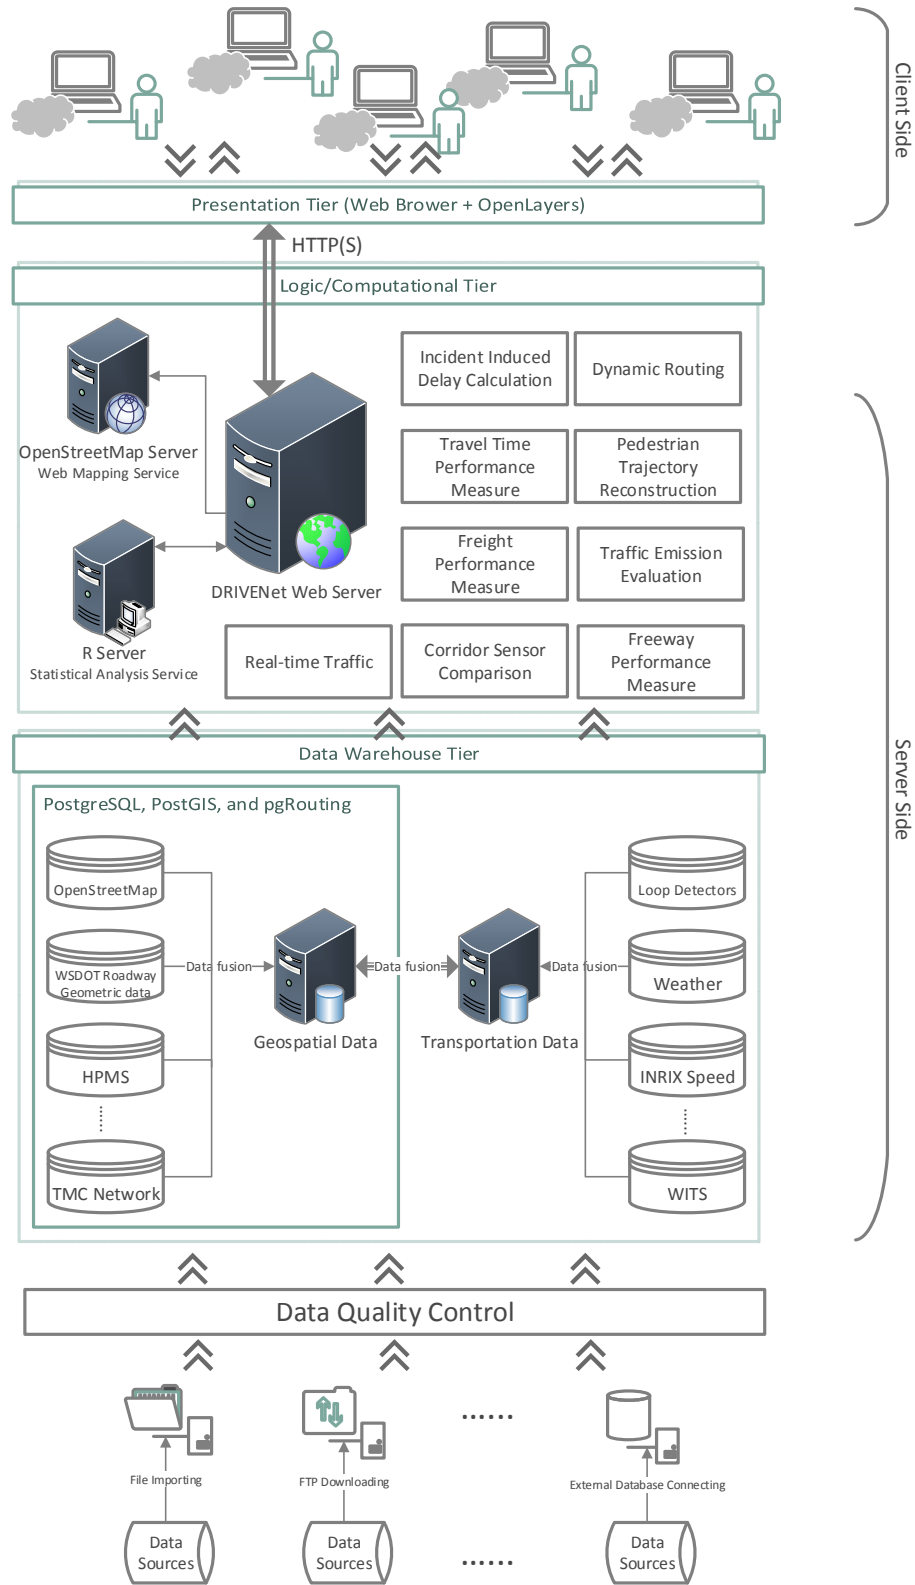 Client Side
Presentation Tier (Web Brower + OpenLayers)
HTTP(S)
Logic/Computational Tier
OpenStreetMap Server
Web Mapping Service
R Server
Statistical Analysis Service
DRIVENet Web Server
Incident Induced
Delay Calculation
Dynamic Routing
Travel Time
Performance
Measure
Pedestrian
Trajectory
Reconstruction
Freight
Performance
Measure
Traffic Emission
Evaluation
Real-time Traffic
Corridor Sensor
Comparison
Freeway
Performance
Measure
Server Side
Data Warehouse Tier
PostgreSQL, PostGIS, and pgRouting
OpenStreetMap
WSDOT Roadway
Geometric data
HPMS
TMC Network
Data fusion
Geospatial Data
Data fusion
Transportation Data
Data fusion
Loop Detectors
Weather
INRIX Speed
WITS
Data Quality Control
......
File Importing
FTP Downloading
External Database Connecting
Data
Sources
Data
Sources
......
Data
Sources